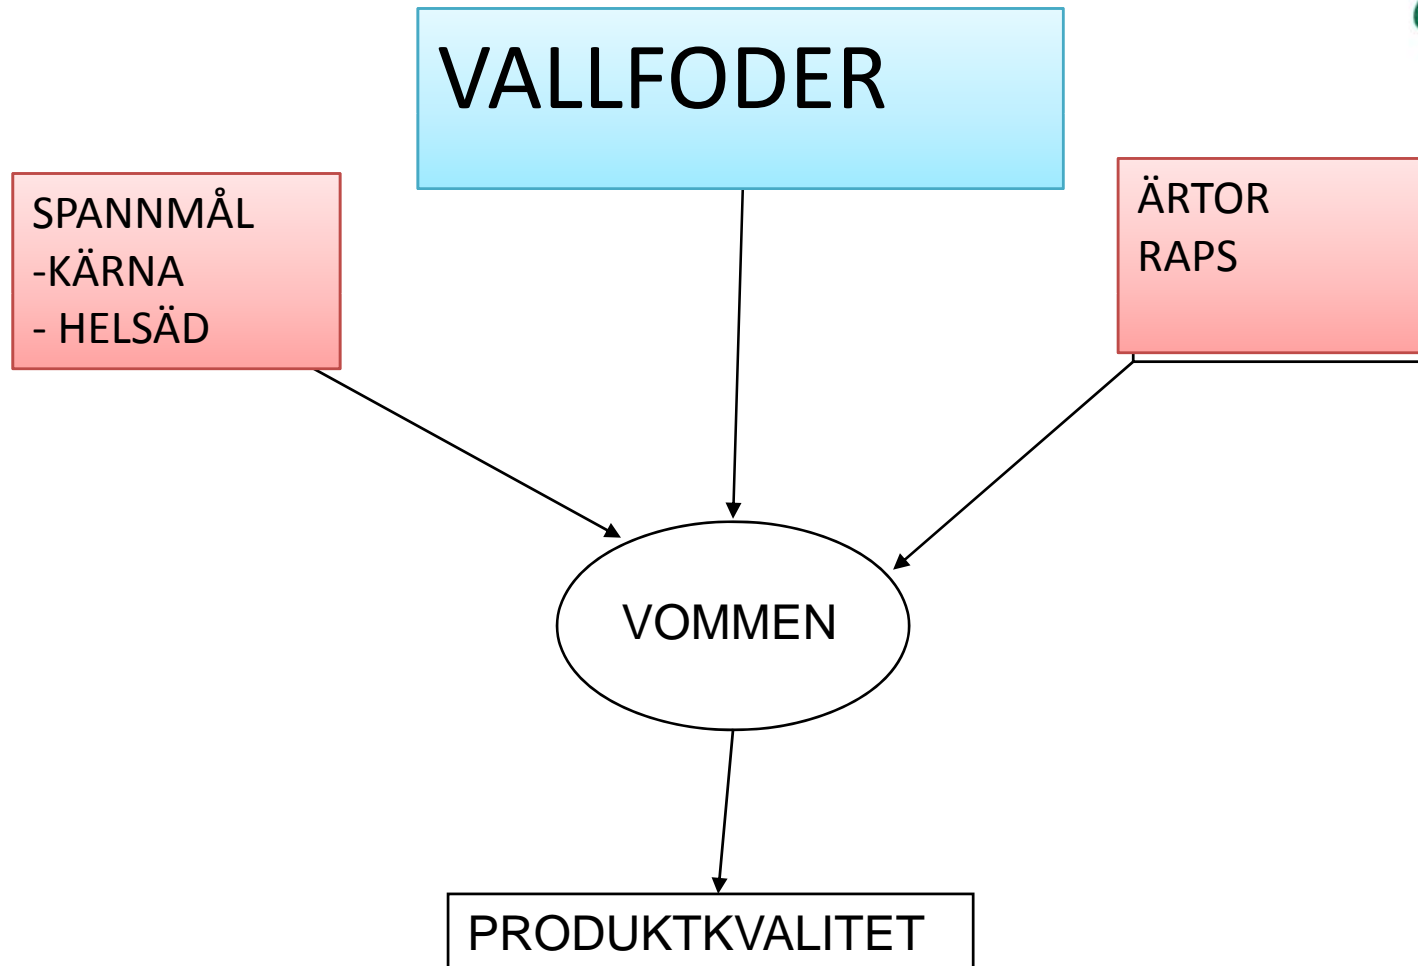 VALLFODER
SPANNMÅL
-KÄRNA
- HELSÄD
ÄRTOR
RAPS
VOMMEN
PRODUKTKVALITET